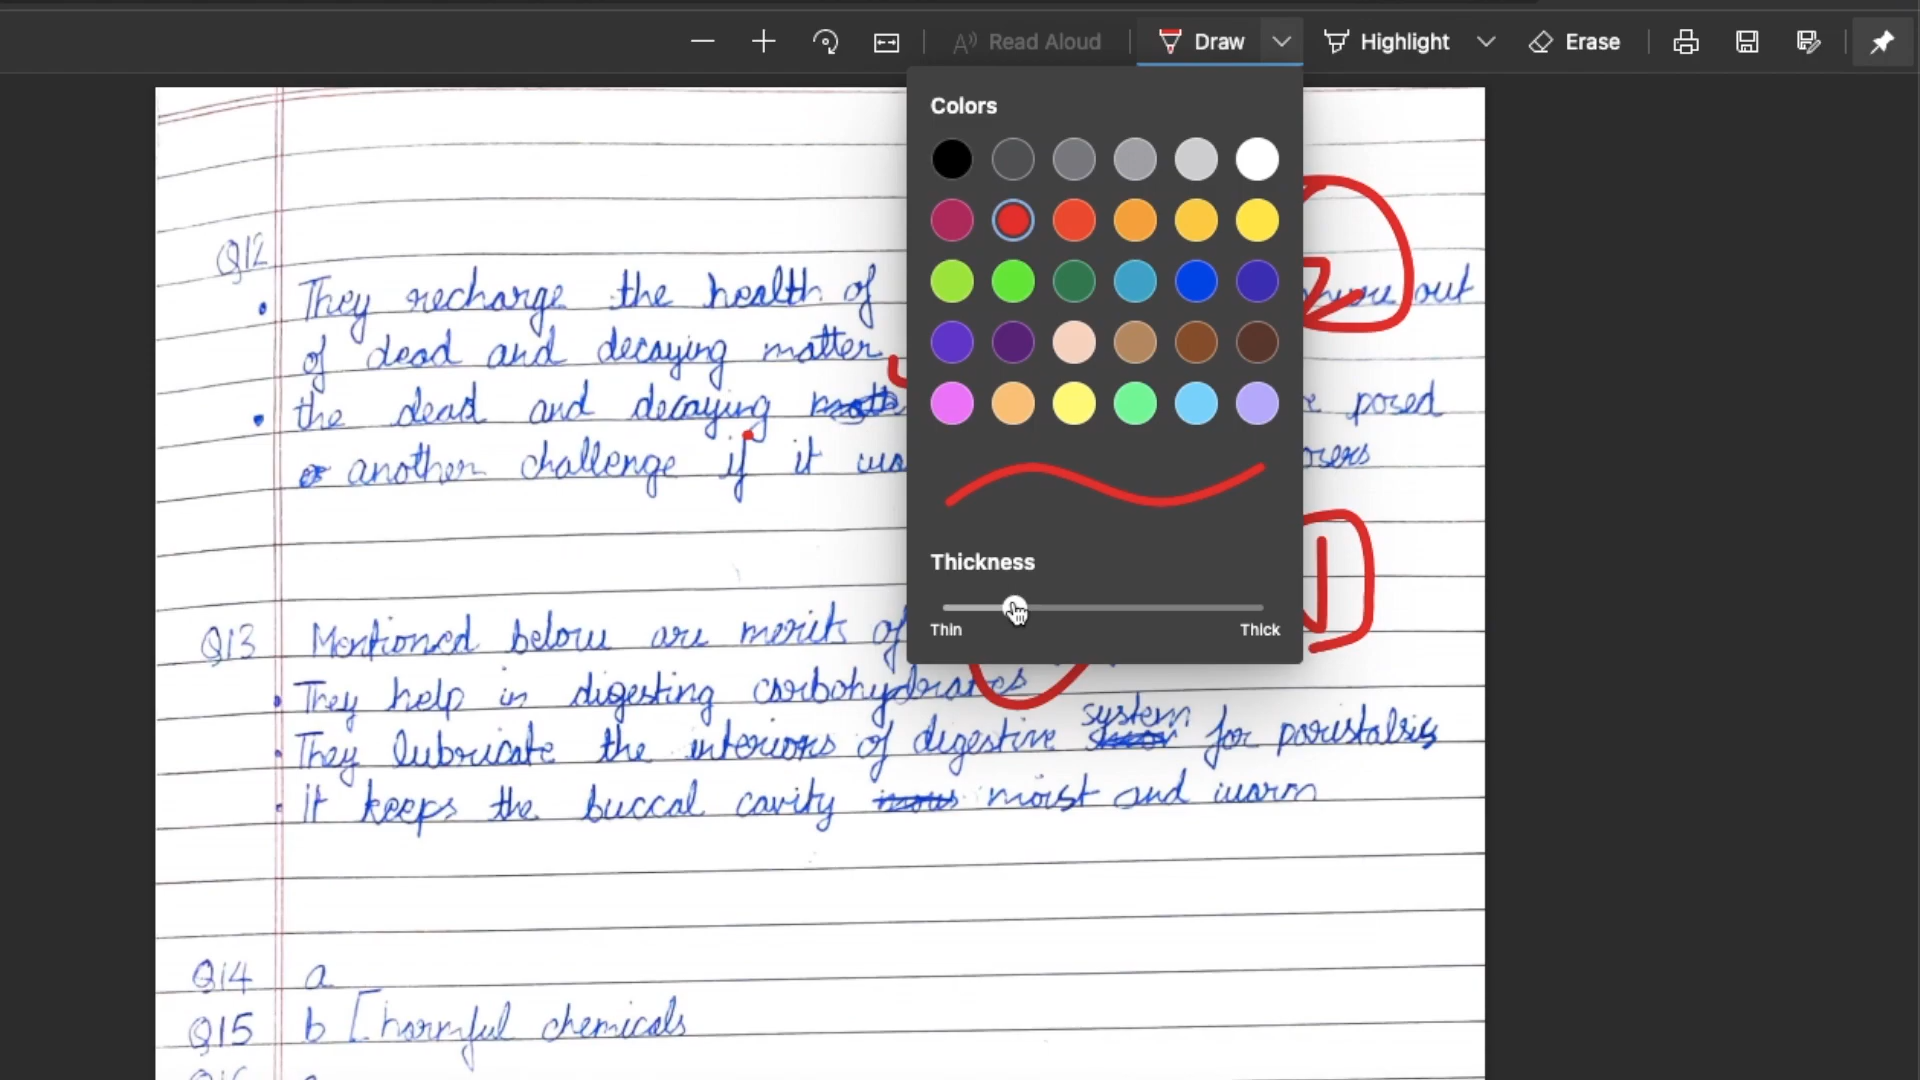 Read Aloud Draw Highlight Erase
Colors
Thickness
Thin Thick
Q12
• They recharge the health of out
of dead and decaying matter
• the dead and decaying posed
another challenge if it
Q13 Mentioned below are merits of
• They help in digesting carbohydrates
system
• They lubricate the interiors of digestive for paristalsis
• it keeps the buccal cavity moist and warm
Q14 a
Q15 b [harmful chemicals